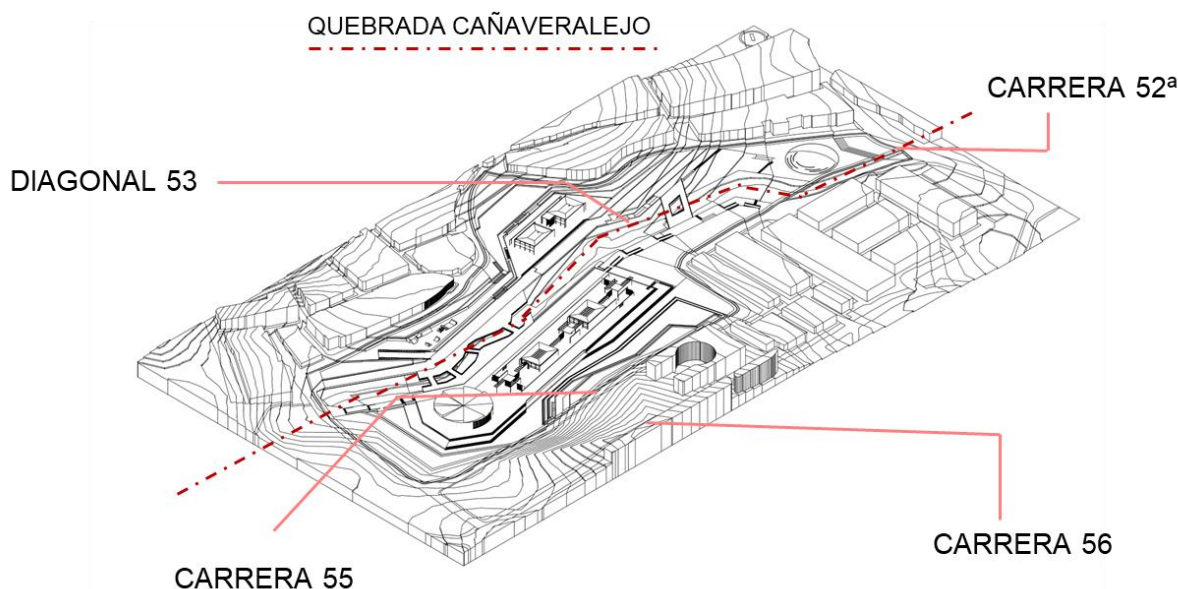 QUEBRADA CAÑAVERALEJO
CARRERA 52ª
DIAGONAL 53
CARRERA 56
CARRERA 55